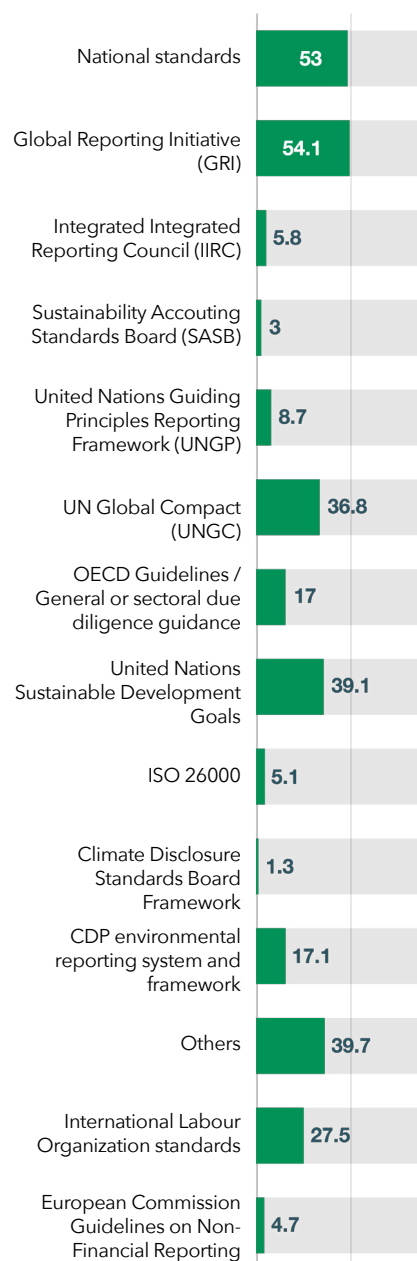 National standards
53
Global Reporting Initiative
(GRI)
54.1
Integrated Integrated
Reporting Council (IIRC)
5.8
Sustainability Accouting
Standards Board (SASB)
3
United Nations Guiding
Principles Reporting
Framework (UNGP)
8.7
UN Global Compact
(UNGC)
36.8
OECD Guidelines /
General or sectoral due
diligence guidance
17
United Nations
Sustainable Development
Goals
39.1
ISO 26000
5.1
Climate Disclosure
Standards Board
Framework
1.3
CDP environmental
reporting system and
framework
17.1
Others
39.7
International Labour
Organization standards
27.5
European Commission
Guidelines on Non-
Financial Reporting
4.7